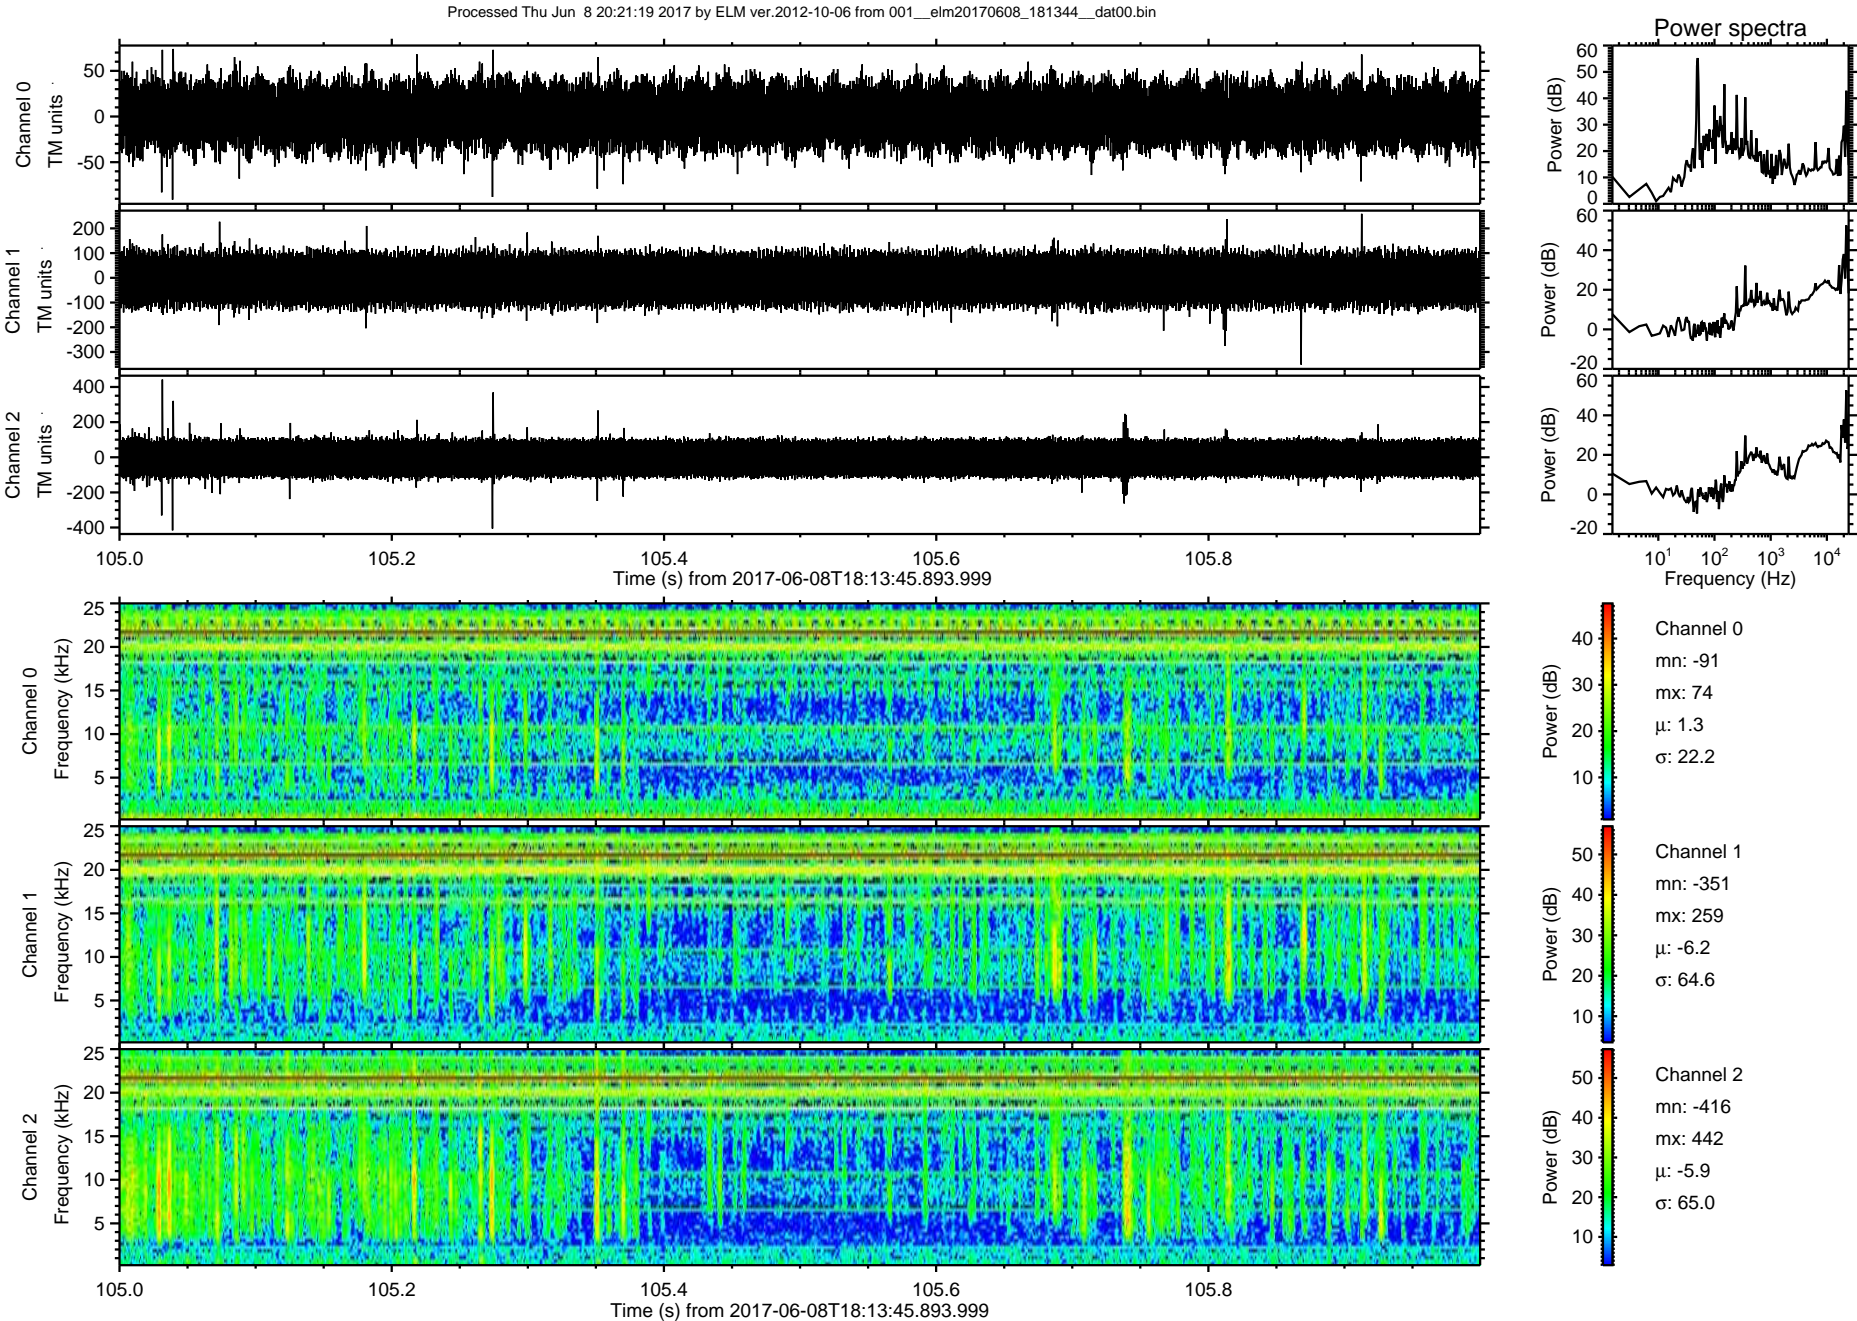 Processed Thu Jun  8 20:21:19 2017 by ELM ver.2012-10-06 from 001__elm20170608_181344__dat00.bin
Power spectra
Channel 0
TM units
50
0
-50
Power (dB)
60
50
40
30
20
10
0
Channel 1
TM units
200
100
0
-100
-200
-300
Power (dB)
60
40
20
0
-20
Channel 2
TM units
400
200
0
-200
-400
Power (dB)
60
40
20
0
-20
105.0 105.2 105.4 105.6 105.8
Time (s) from 2017-06-08T18:13:45.893.999
10^1 10^2 10^3 10^4
Frequency (Hz)
Channel 0
Frequency (kHz)
25
20
15
10
5
Power (dB)
40
30
20
10
Channel 0
mn: -91
mx: 74
μ: 1.3
σ: 22.2
Channel 1
Frequency (kHz)
25
20
15
10
5
Power (dB)
50
40
30
20
10
Channel 1
mn: -351
mx: 259
μ: -6.2
σ: 64.6
Channel 2
Frequency (kHz)
25
20
15
10
5
Power (dB)
50
40
30
20
10
Channel 2
mn: -416
mx: 442
μ: -5.9
σ: 65.0
105.0 105.2 105.4 105.6 105.8
Time (s) from 2017-06-08T18:13:45.893.999